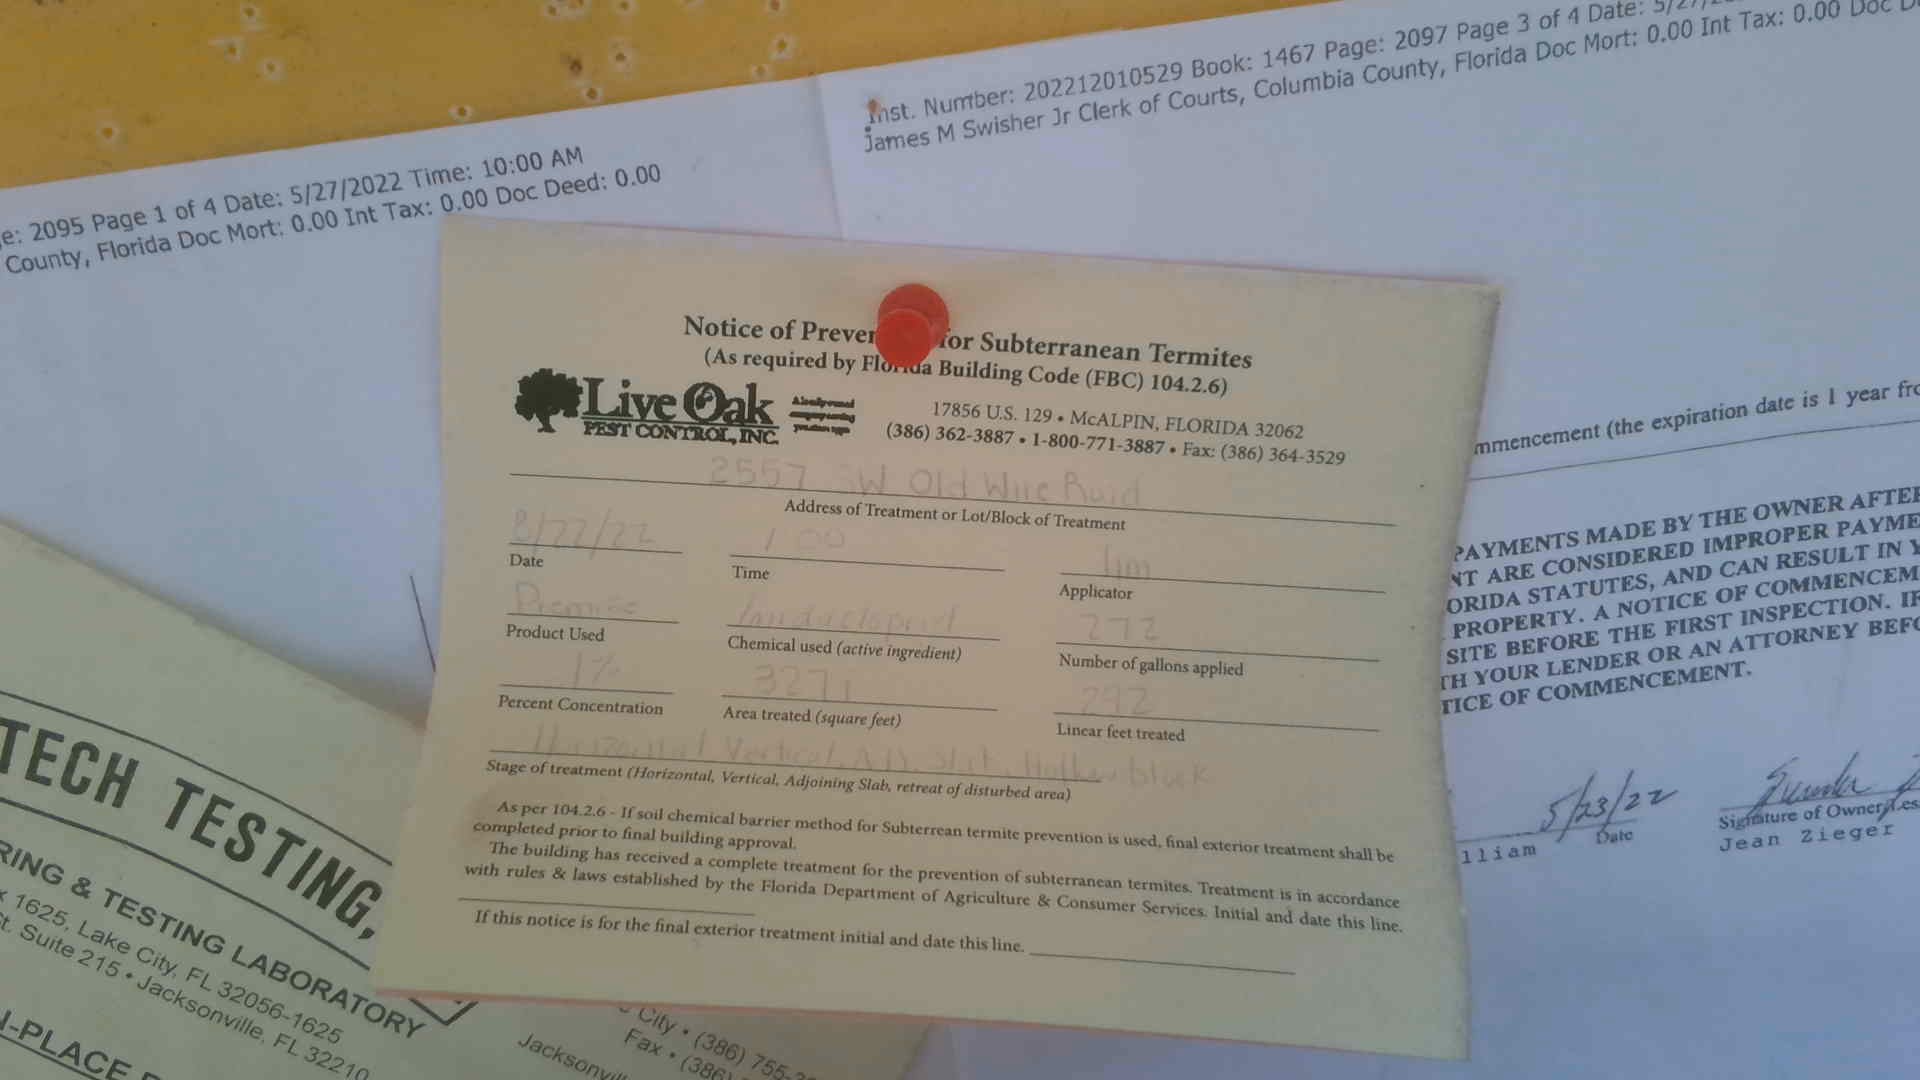 e: 2095 Page 1 of 4 Date: 5/27/2022 Time: 10:00 AM
County, Florida Doc Mort: 0.00 Int Tax: 0.00 Doc Deed: 0.00
Inst. Number: 202212010529 Book: 1467 Page: 2097 Page 3 of 4 Date: 5/27/
James M Swisher Jr Clerk of Courts, Columbia County, Florida Doc Mort: 0.00 Int Tax: 0.00 Doc D
Notice of Preven for Subterranean Termites
(As required by Florida Building Code (FBC) 104.2.6)
Live Oak
PEST CONTROL, INC.
17856 U.S. 129 • McALPIN, FLORIDA 32062
(386) 362-3887 • 1-800-771-3887 • Fax: (386) 364-3529
2557 SW Old Wire Road
Address of Treatment or Lot/Block of Treatment
8/22/22 1 00 Tim
Date Time Applicator
Premise Imidacloprid 272
Product Used Chemical used (active ingredient) Number of gallons applied
1% 3271 292
Percent Concentration Area treated (square feet) Linear feet treated
Horizontal, Vertical, Adj. Slab, block
Stage of treatment (Horizontal, Vertical, Adjoining Slab, retreat of disturbed area)
As per 104.2.6 - If soil chemical barrier method for Subterrean termite prevention is used, final exterior treatment shall be
completed prior to final building approval.
The building has received a complete treatment for the prevention of subterranean termites. Treatment is in accordance
with rules & laws established by the Florida Department of Agriculture & Consumer Services. Initial and date this line.
If this notice is for the final exterior treatment initial and date this line.
mmencement (the expiration date is 1 year fro
PAYMENTS MADE BY THE OWNER AFTER
NT ARE CONSIDERED IMPROPER PAYME
ORIDA STATUTES, AND CAN RESULT IN Y
PROPERTY. A NOTICE OF COMMENCEM
SITE BEFORE THE FIRST INSPECTION. IF
TH YOUR LENDER OR AN ATTORNEY BEFO
TICE OF COMMENCEMENT.
5/23/22
Date
lliam
Signature of Owner/Les
Jean Zieger
TECH TESTING,
RING & TESTING LABORATORY
x 1625, Lake City, FL 32056-1625
t. Suite 215 • Jacksonville, FL 32210
N-PLACE
City • (386) 755-3
Fax • (386)
Jacksonvill